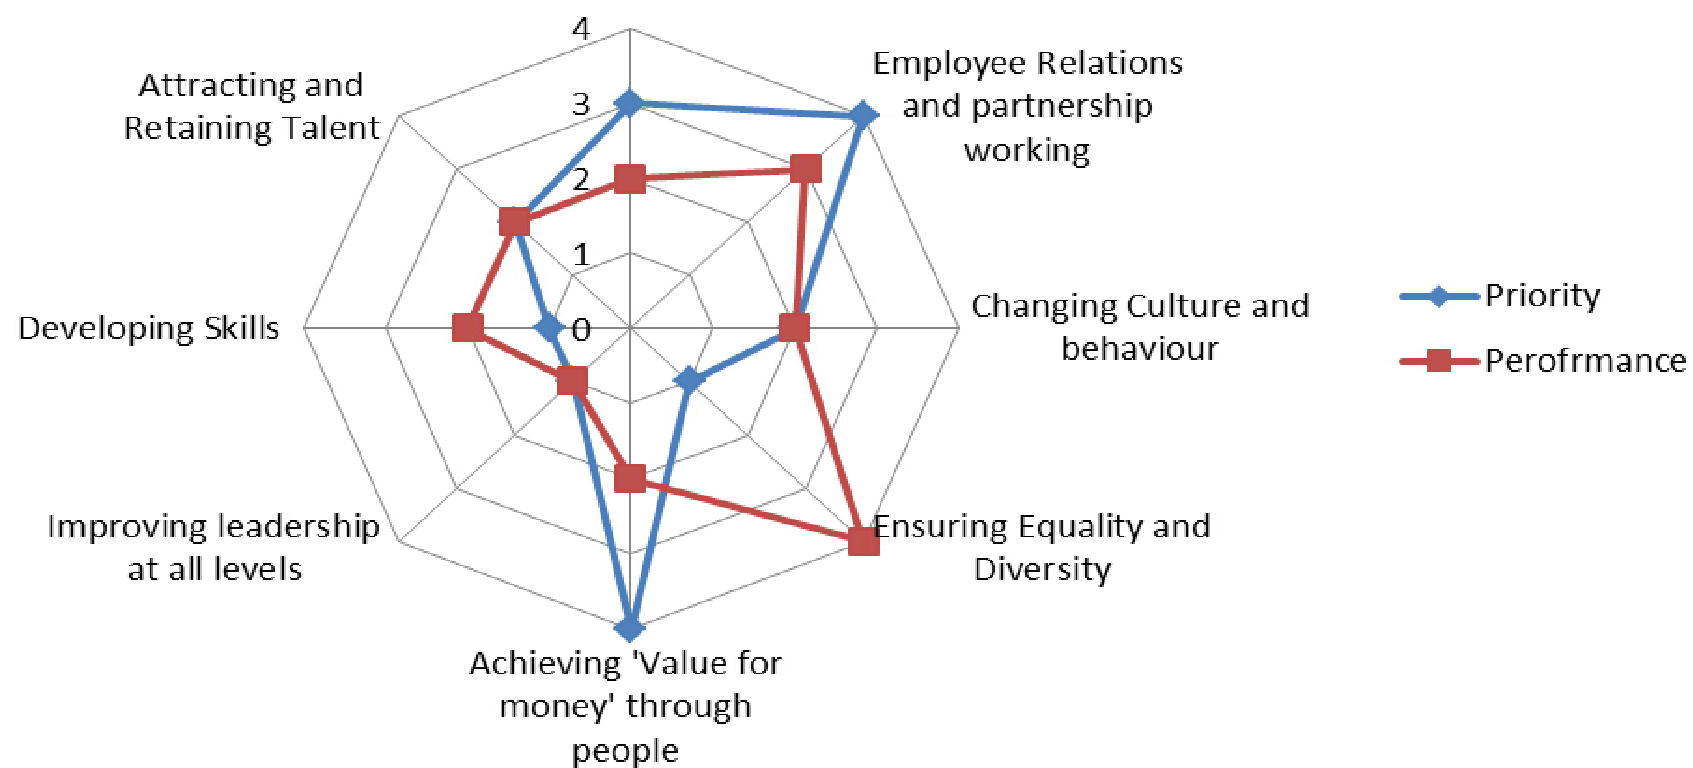 4
3
2
1
0
Employee Relations
and partnership
working
Changing Culture and
behaviour
Ensuring Equality and
Diversity
Achieving 'Value for
money' through
people
Improving leadership
at all levels
Developing Skills
Attracting and
Retaining Talent
Priority
Perofrmance